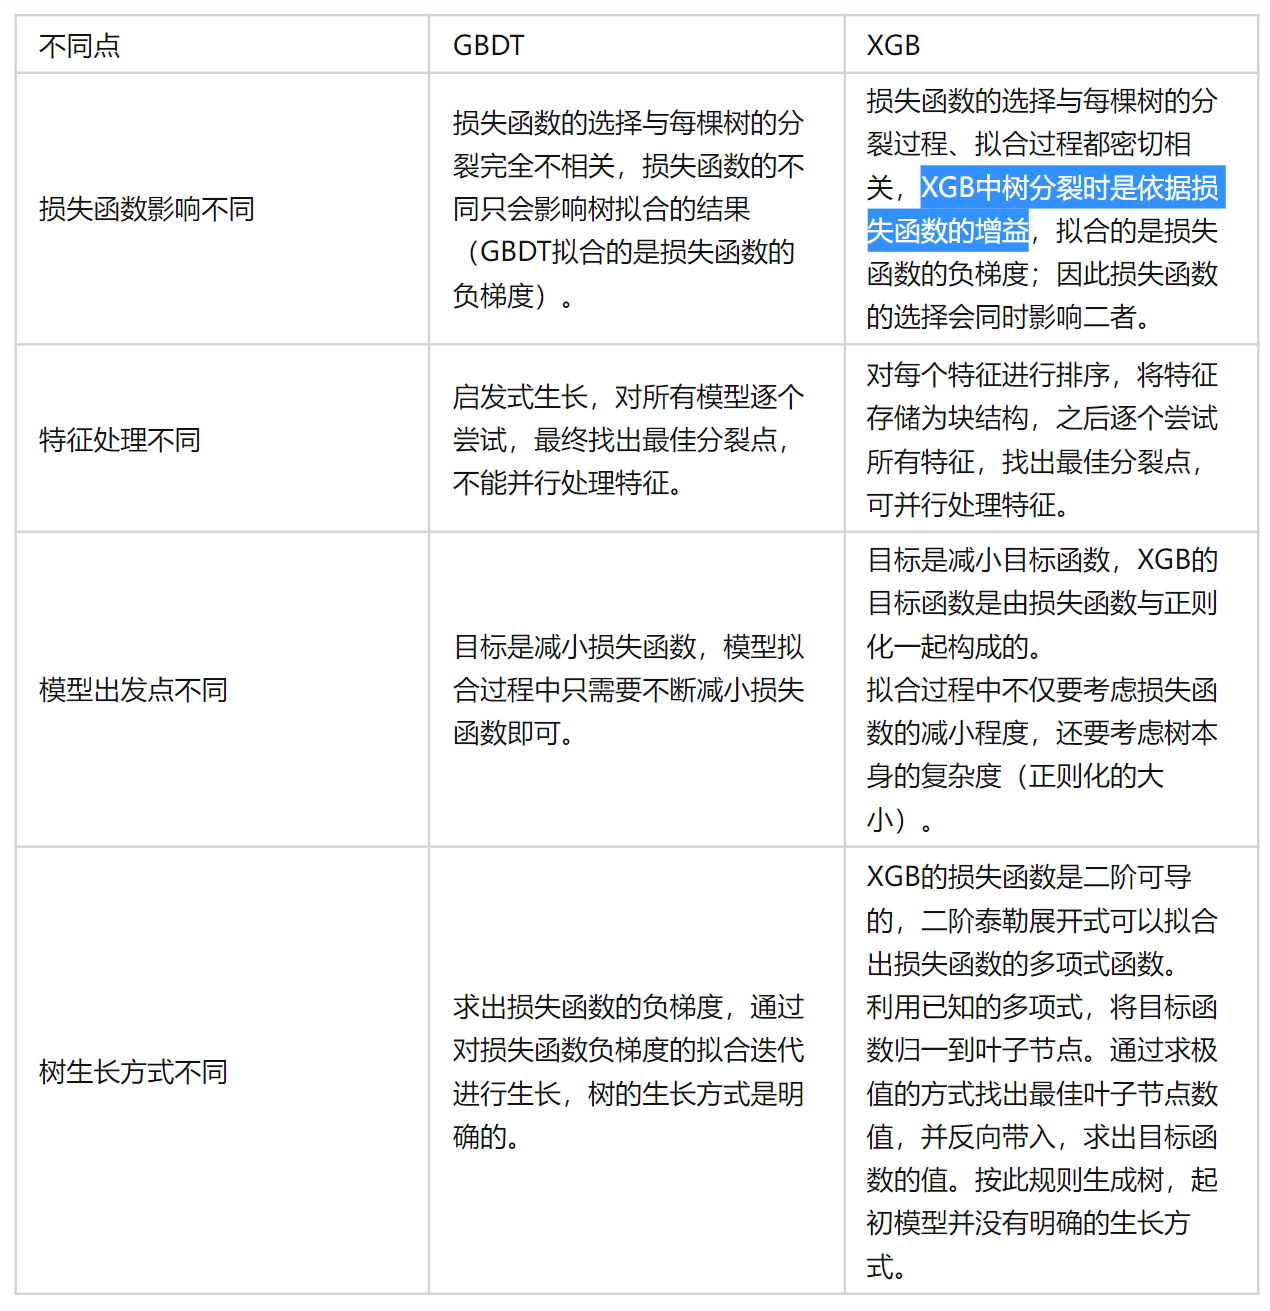 不同点
GBDT
XGB
损失函数影响不同
损失函数的选择与每棵树的分
裂完全不相关，损失函数的不
同只会影响树拟合的结果
（GBDT拟合的是损失函数的
负梯度）。
损失函数的选择与每棵树的分
裂过程、拟合过程都密切相
关，XGB中树分裂时是依据损
失函数的增益，拟合的是损失
函数的负梯度；因此损失函数
的选择会同时影响二者。
特征处理不同
启发式生长，对所有模型逐个
尝试，最终找出最佳分裂点，
不能并行处理特征。
对每个特征进行排序，将特征
存储为块结构，之后逐个尝试
所有特征，找出最佳分裂点，
可并行处理特征。
模型出发点不同
目标是减小损失函数，模型拟
合过程中只需要不断减小损失
函数即可。
目标是减小目标函数，XGB的
目标函数是由损失函数与正则
化一起构成的。
拟合过程中不仅要考虑损失函
数的减小程度，还要考虑树本
身的复杂度（正则化的大
小）。
树生长方式不同
求出损失函数的负梯度，通过
对损失函数负梯度的拟合迭代
进行生长，树的生长方式是明
确的。
XGB的损失函数是二阶可导
的，二阶泰勒展开式可以拟合
出损失函数的多项式函数。
利用已知的多项式，将目标函
数归一到叶子节点。通过求极
值的方式找出最佳叶子节点数
值，并反向带入，求出目标函
数的值。按此规则生成树，起
初模型并没有明确的生长方
式。